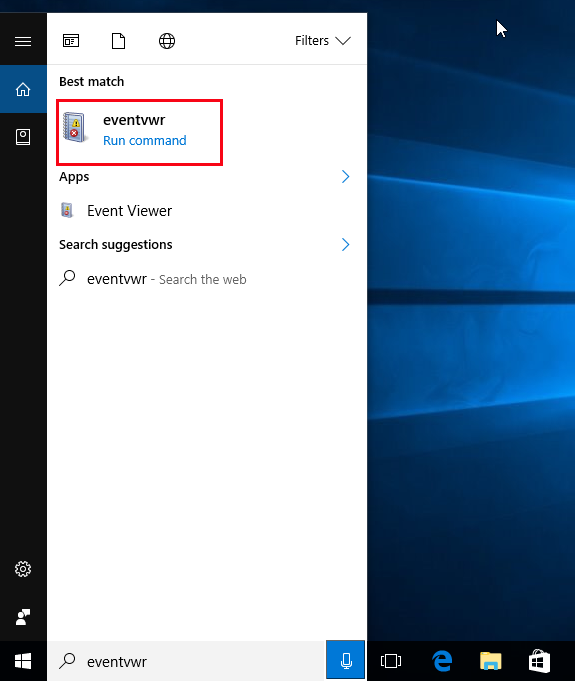 Filters
Best match
eventvwr
Run command
Apps
Event Viewer
Search suggestions
eventvwr - Search the web
eventvwr